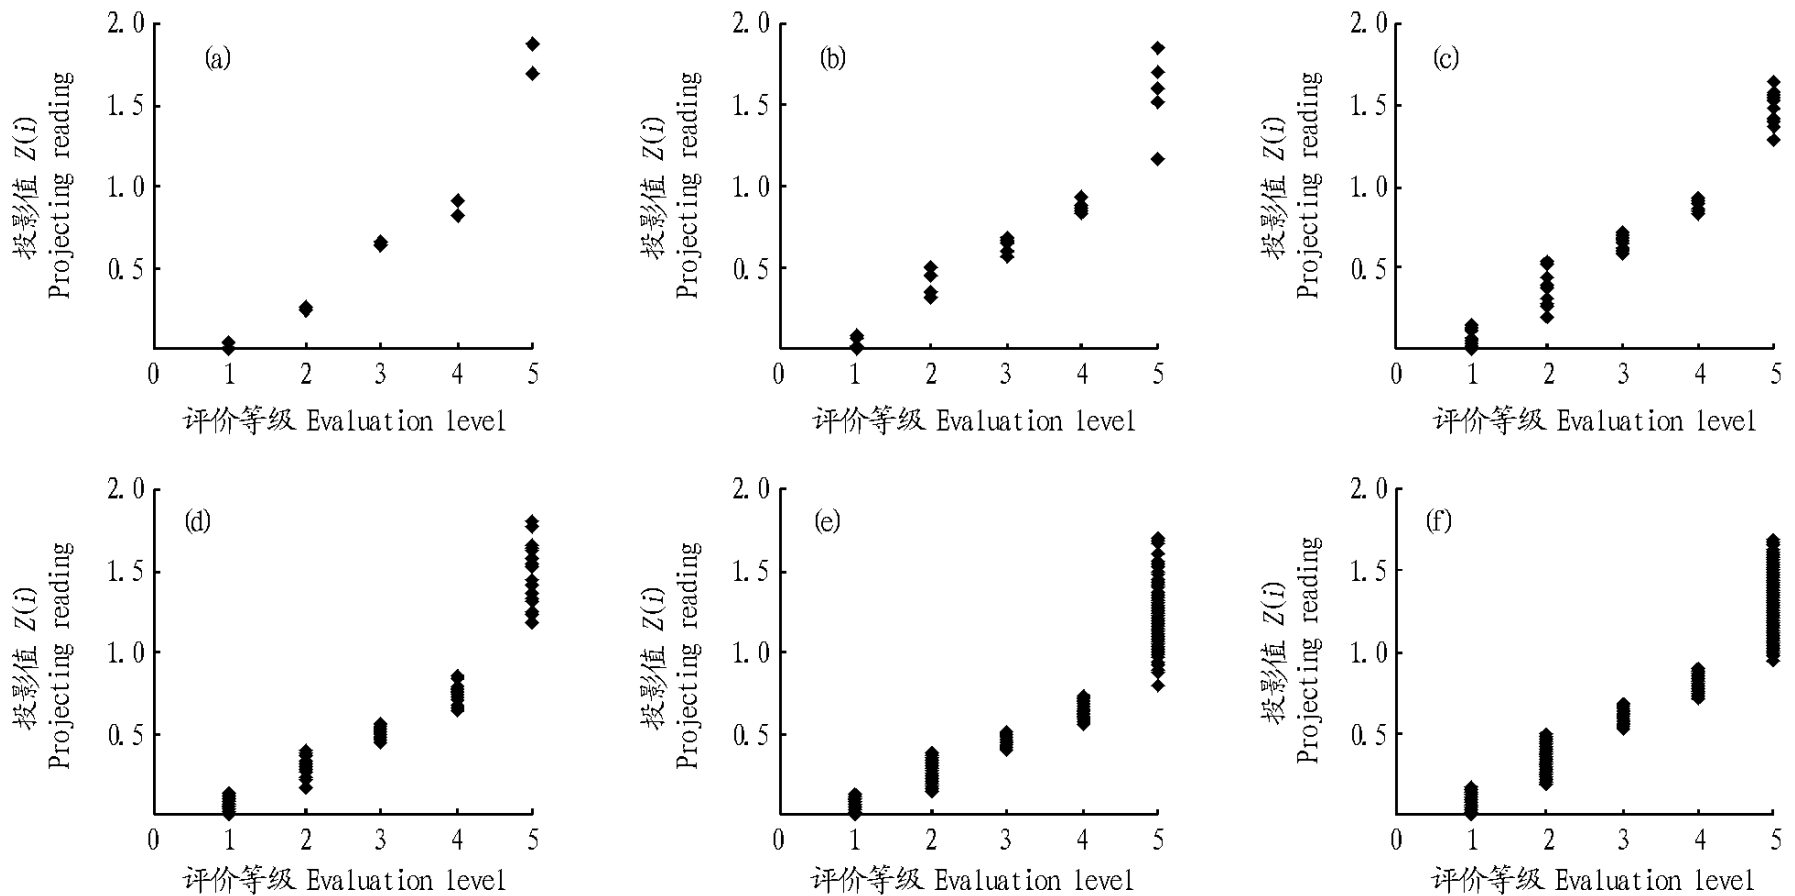 (a)
投影值 Z(i)
Projecting reading
2.0
1.5
1.0
0.5
0 1 2 3 4 5
评价等级 Evaluation level
(b)
投影值 Z(i)
Projecting reading
2.0
1.5
1.0
0.5
0 1 2 3 4 5
评价等级 Evaluation level
(c)
投影值 Z(i)
Projecting reading
2.0
1.5
1.0
0.5
0 1 2 3 4 5
评价等级 Evaluation level
(d)
投影值 Z(i)
Projecting reading
2.0
1.5
1.0
0.5
0 1 2 3 4 5
评价等级 Evaluation level
(e)
投影值 Z(i)
Projecting reading
2.0
1.5
1.0
0.5
0 1 2 3 4 5
评价等级 Evaluation level
(f)
投影值 Z(i)
Projecting reading
2.0
1.5
1.0
0.5
0 1 2 3 4 5
评价等级 Evaluation level